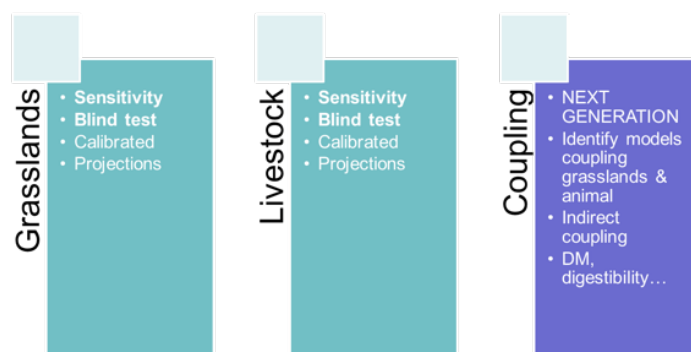 Grasslands
• Sensitivity
• Blind test
• Calibrated
• Projections
Livestock
• Sensitivity
• Blind test
• Calibrated
• Projections
Coupling
• NEXT
GENERATION
• Identify models
coupling
grasslands &
animal
• Indirect
coupling
• DM,
digestibility…